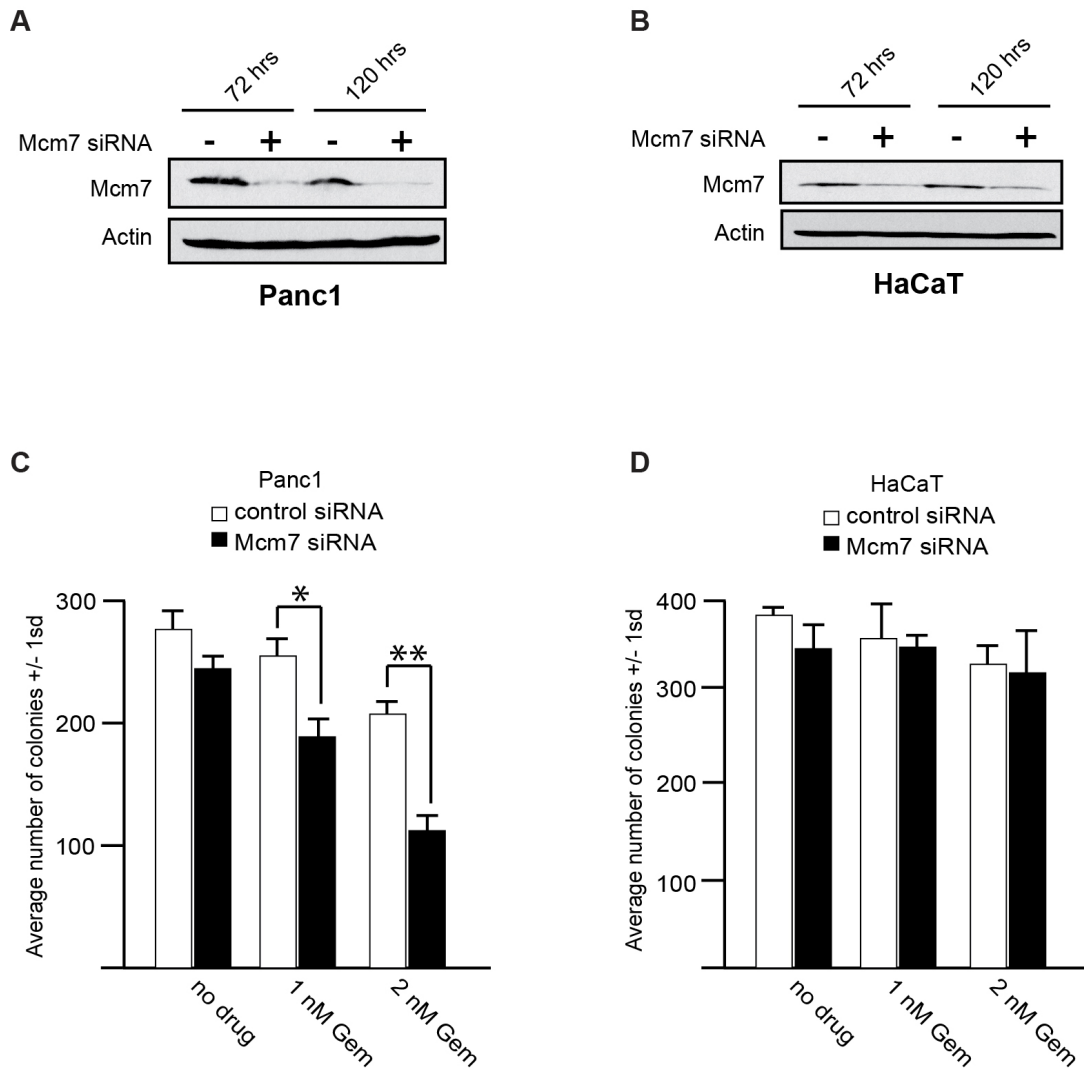 A
72 hrs 120 hrs
Mcm7 siRNA - + - +
Mcm7
Actin
Panc1
B
72 hrs 120 hrs
Mcm7 siRNA - + - +
Mcm7
Actin
HaCaT
C
Panc1
control siRNA
Mcm7 siRNA
Average number of colonies +/- 1sd
300
200
100
*
**
no drug
1 nM Gem
2 nM Gem
D
HaCaT
control siRNA
Mcm7 siRNA
Average number of colonies +/- 1sd
400
300
300
100
no drug
1 nM Gem
2 nM Gem